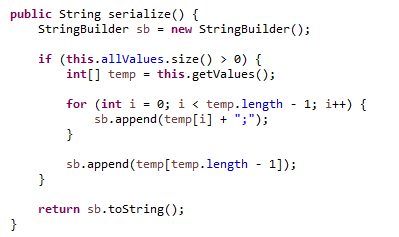 public String serialize() {
    StringBuilder sb = new StringBuilder();

    if (this.allValues.size() > 0) {
        int[] temp = this.getValues();

        for (int i = 0; i < temp.length - 1; i++) {
            sb.append(temp[i] + ";");
        }

        sb.append(temp[temp.length - 1]);
    }

    return sb.toString();
}